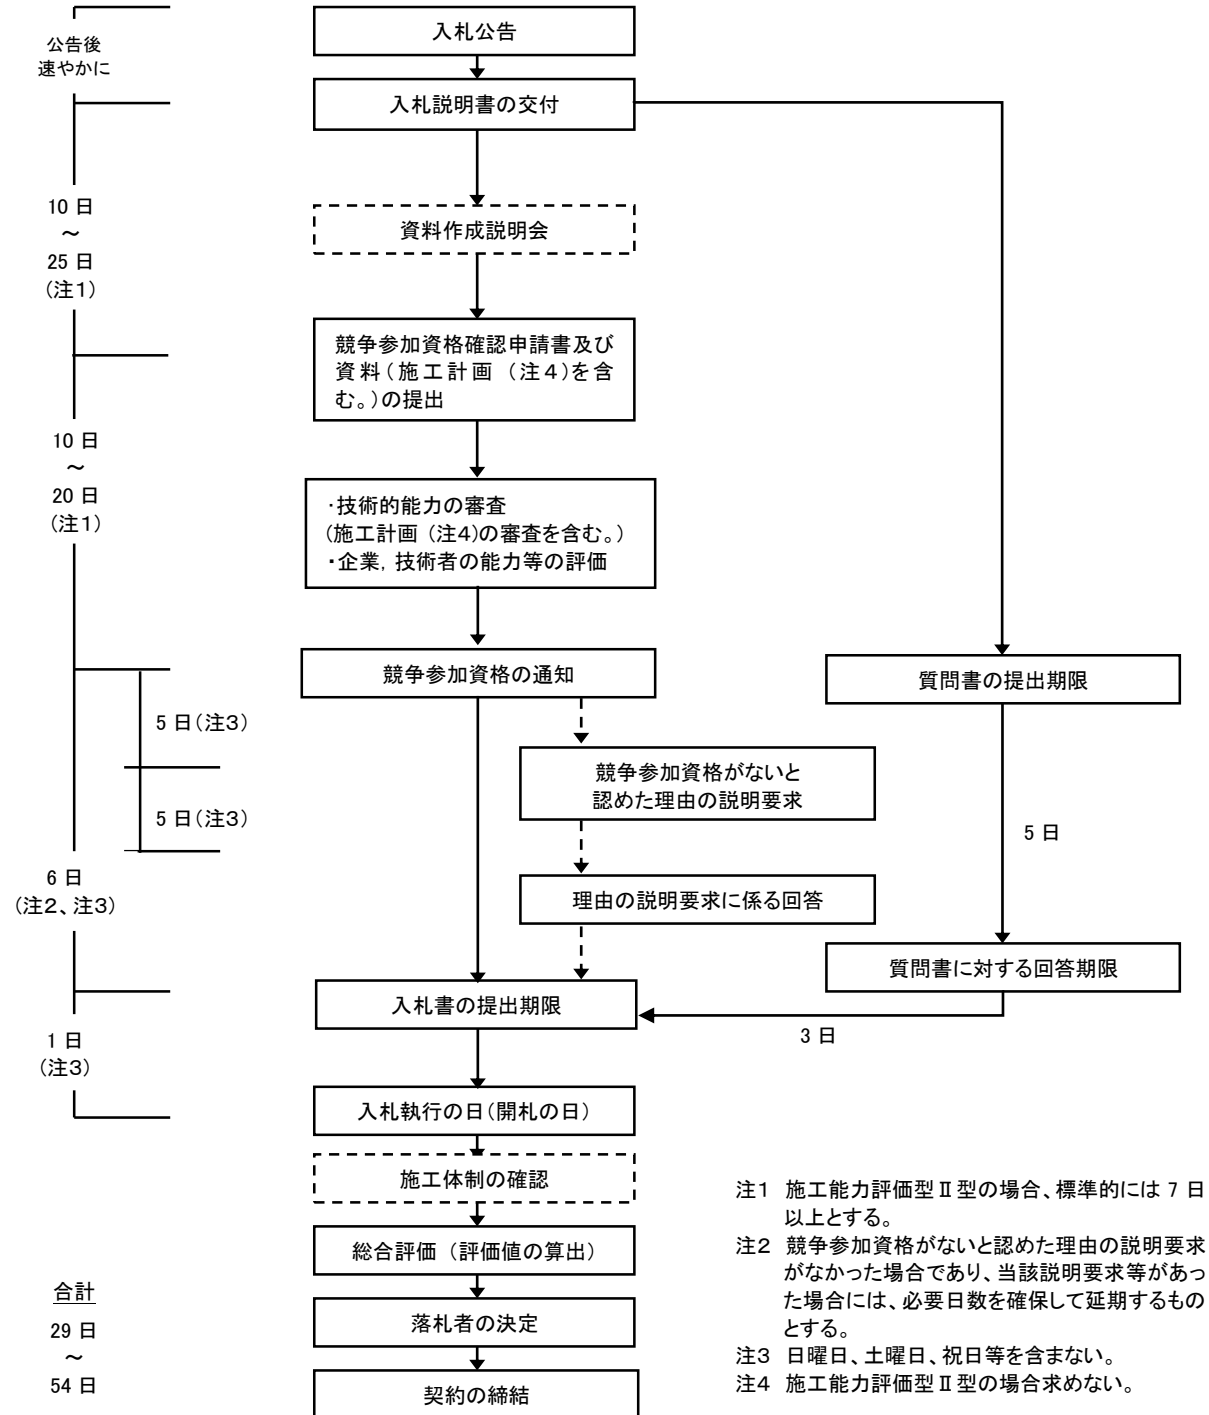 公告後
速やかに
10 日
～
25 日
（注1）
10 日
～
20 日
（注1）
5 日（注3）
5 日（注3）
6 日
（注2、注3）
1 日
（注3）
合計
29 日
～
54 日
入札公告
入札説明書の交付
資料作成説明会
競争参加資格確認申請書及び
資料（施工計画 （注4）を含
む。）の提出
・技術的能力の審査
（施工計画 （注4）の審査を含む。）
・企業，技術者の能力等の評価
競争参加資格の通知
競争参加資格がないと
認めた理由の説明要求
理由の説明要求に係る回答
入札書の提出期限
入札執行の日（開札の日）
施工体制の確認
総合評価 （評価値の算出）
落札者の決定
契約の締結
質問書の提出期限
5 日
質問書に対する回答期限
3 日
注1 施工能力評価型Ⅱ型の場合、標準的には 7 日
以上とする。
注2 競争参加資格がないと認めた理由の説明要求
がなかった場合であり、当該説明要求等があっ
た場合には、必要日数を確保して延期するもの
とする。
注3 日曜日、土曜日、祝日等を含まない。
注4 施工能力評価型Ⅱ型の場合求めない。